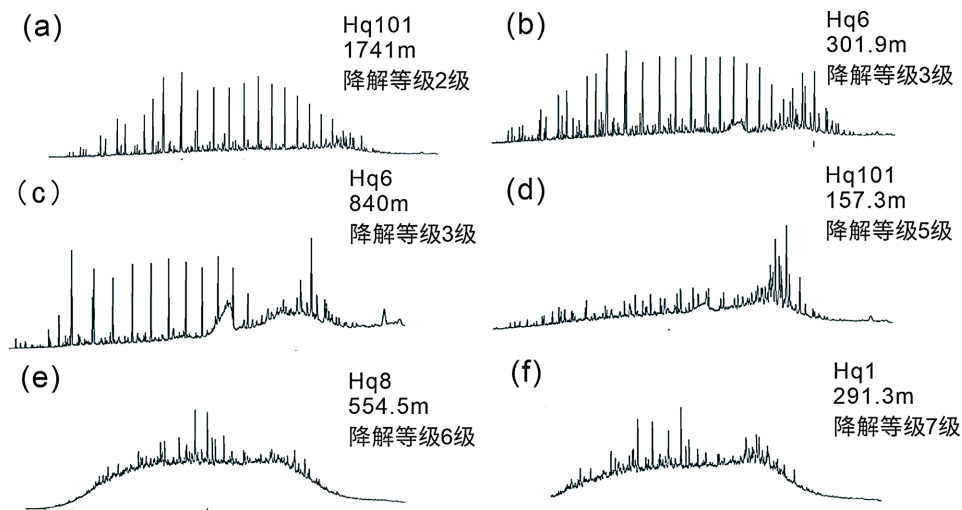 (a)
Hq101
1741m
降解等级2级
(b)
Hq6
301.9m
降解等级3级
(c)
Hq6
840m
降解等级3级
(d)
Hq101
157.3m
降解等级5级
(e)
Hq8
554.5m
降解等级6级
(f)
Hq1
291.3m
降解等级7级